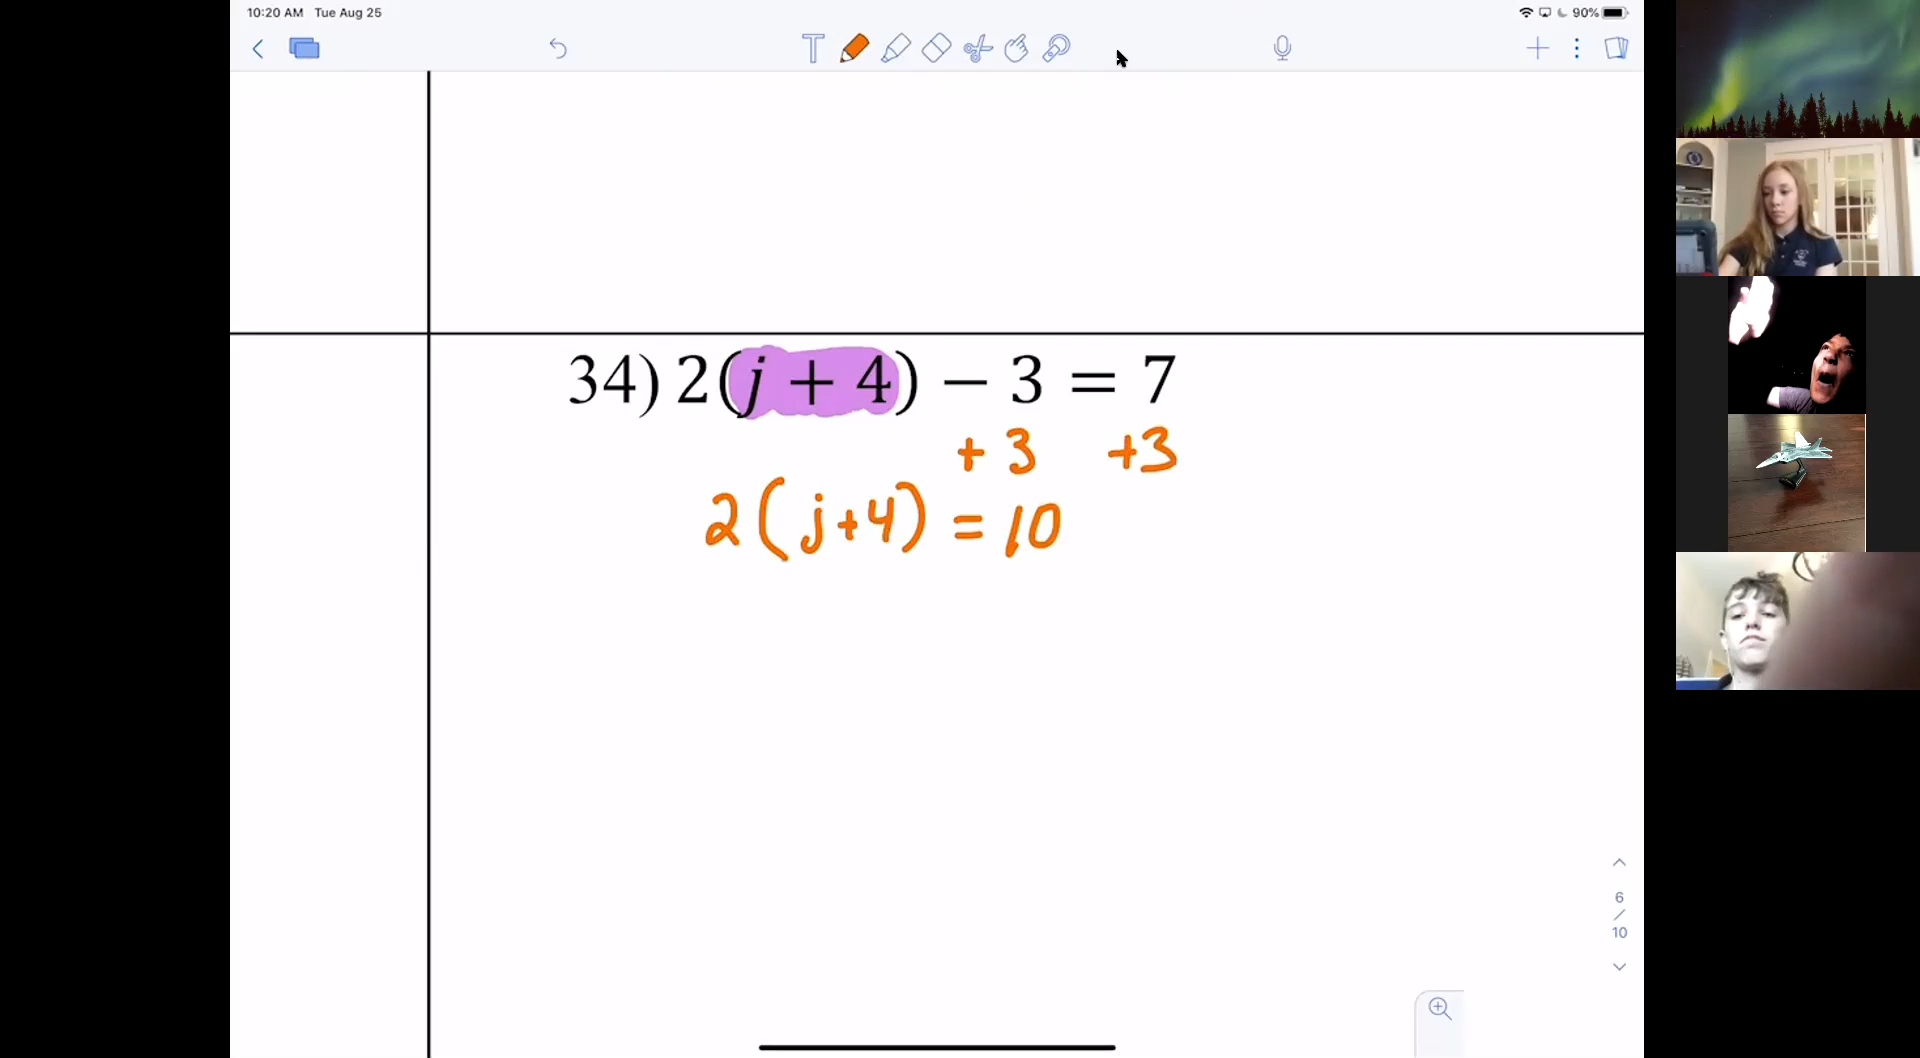 10:20 AM Tue Aug 25
90%
34) 2(j + 4) − 3 = 7
+ 3 +3
2(j+4) = 10
6
/
10